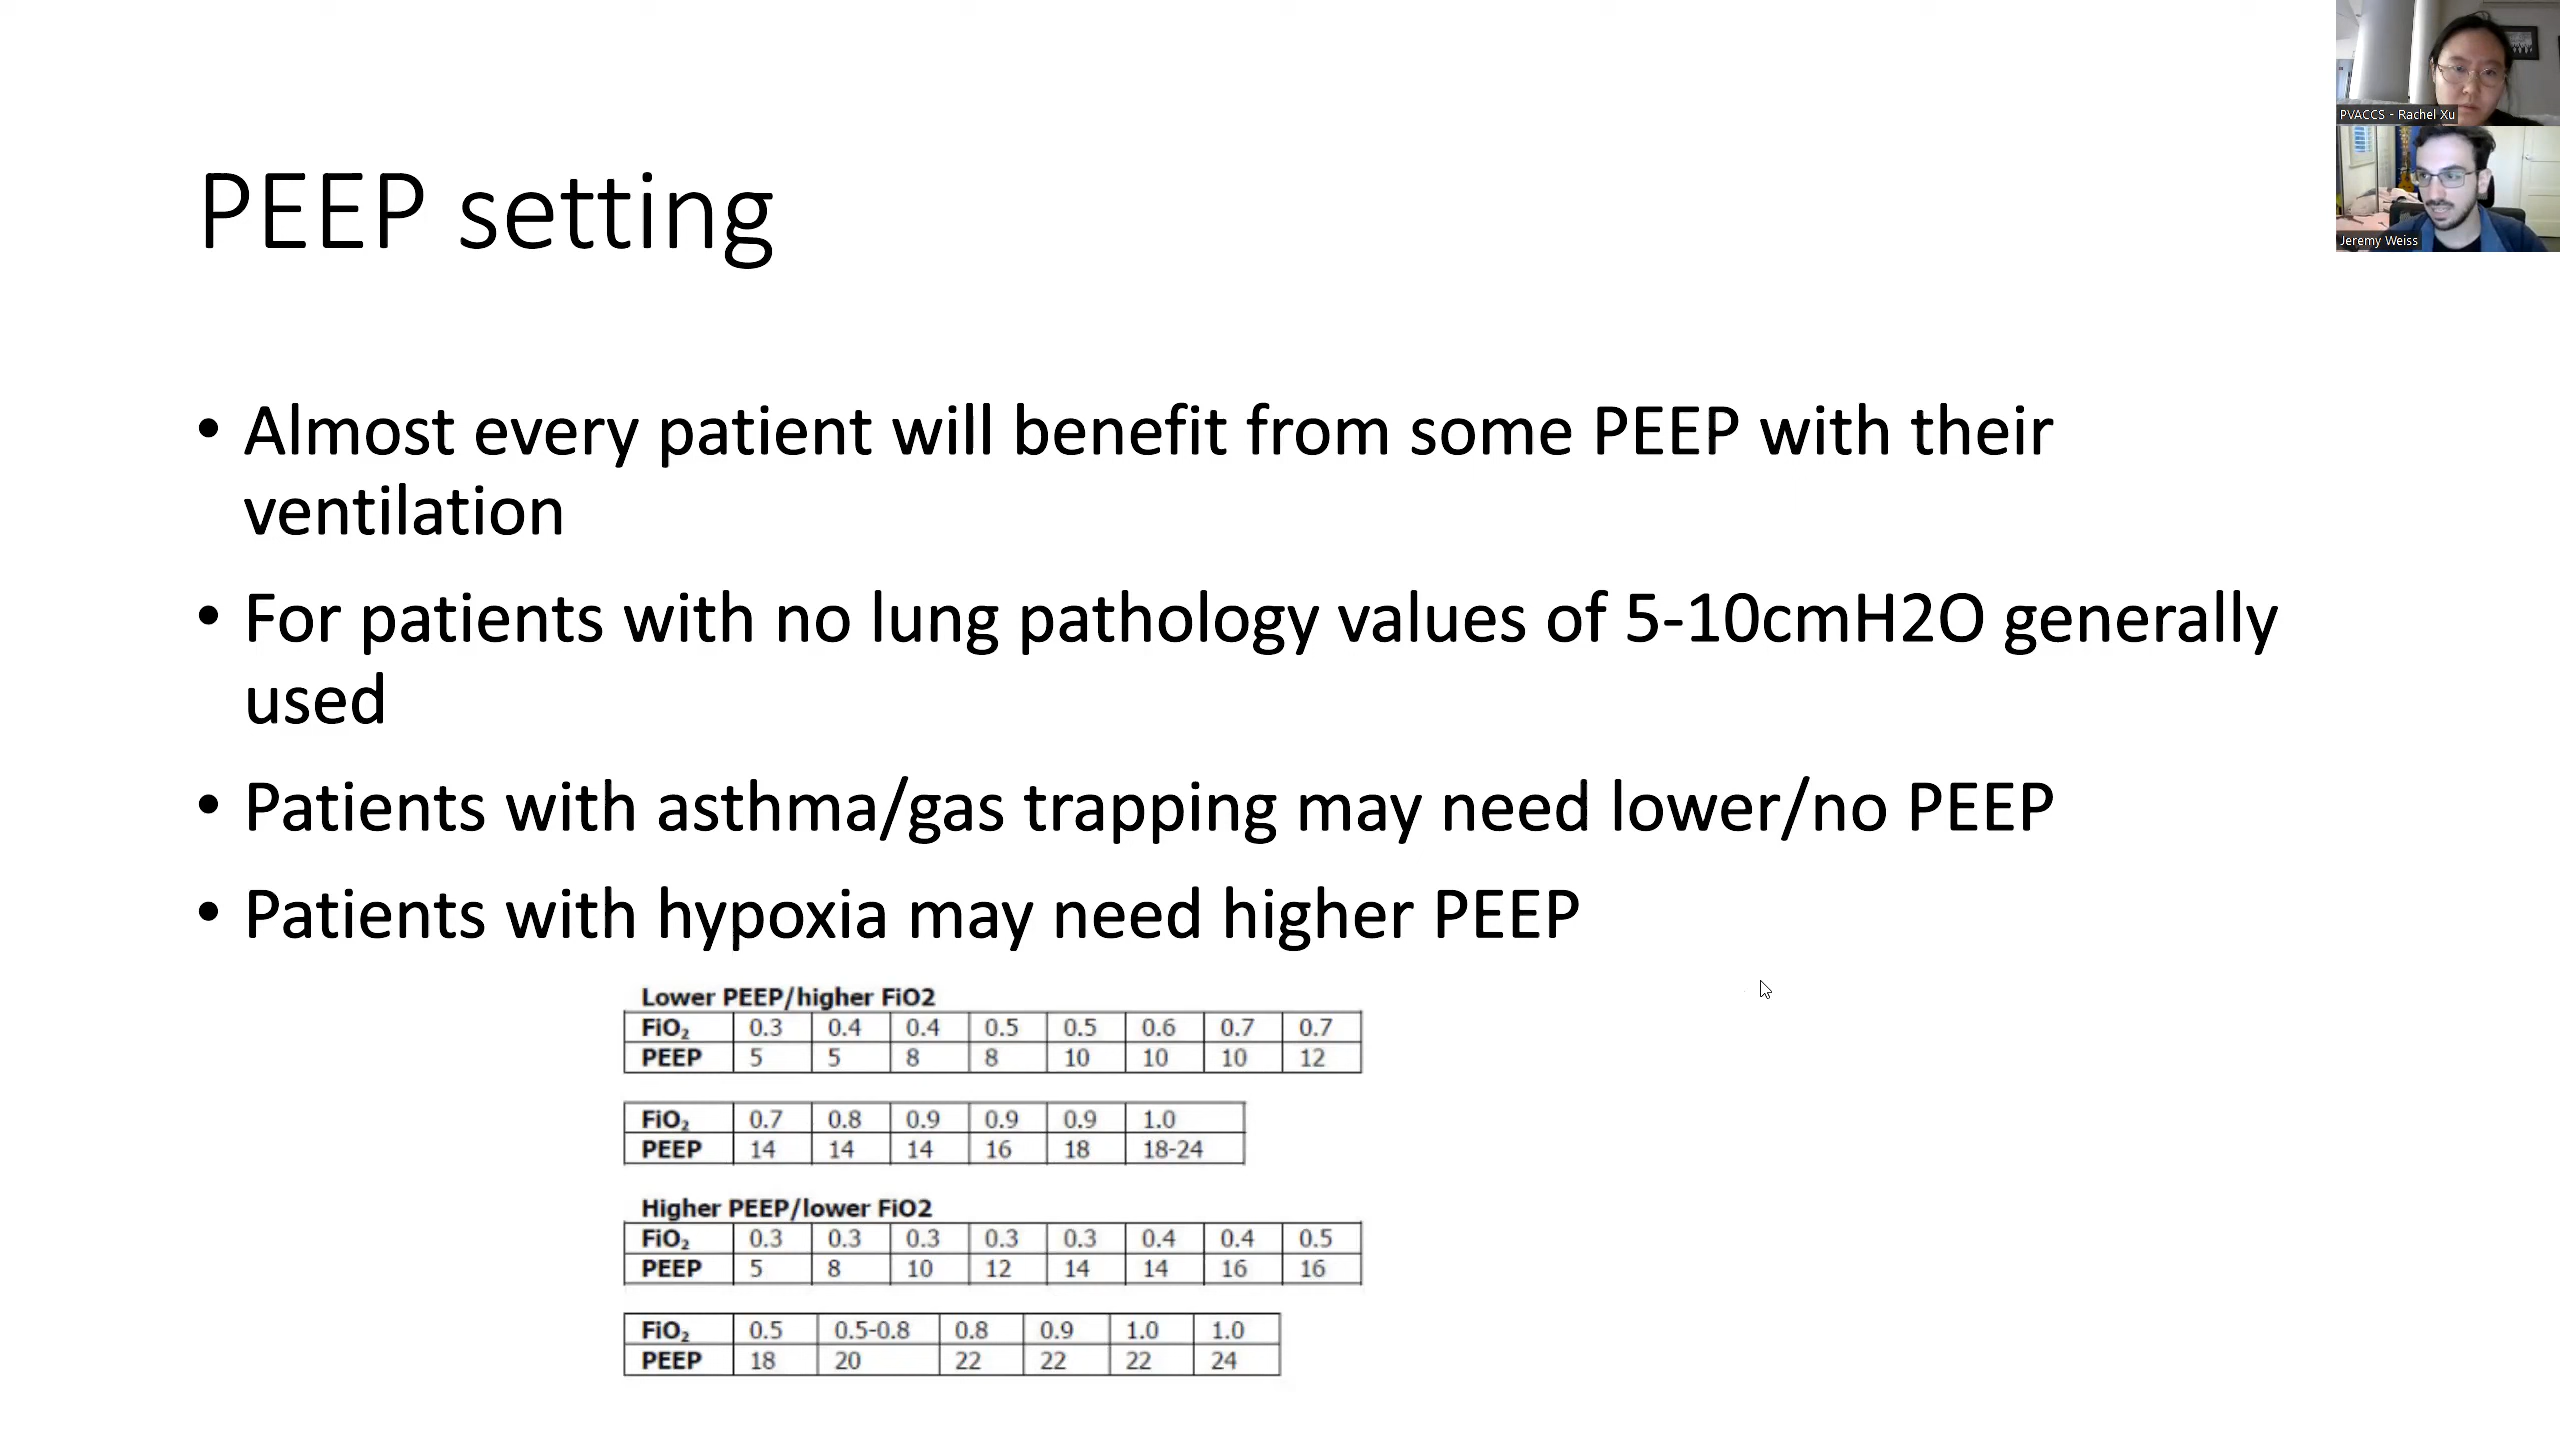 PVACCS - Rachel Xu
Jeremy Weiss
PEEP setting
• Almost every patient will benefit from some PEEP with their
ventilation
• For patients with no lung pathology values of 5-10cmH2O generally
used
• Patients with asthma/gas trapping may need lower/no PEEP
• Patients with hypoxia may need higher PEEP
Lower PEEP/higher FiO2
FiO₂ 0.3 0.4 0.4 0.5 0.5 0.6 0.7 0.7
PEEP 5 5 8 8 10 10 10 12
FiO₂ 0.7 0.8 0.9 0.9 0.9 1.0
PEEP 14 14 14 16 18 18-24
Higher PEEP/lower FiO2
FiO₂ 0.3 0.3 0.3 0.3 0.3 0.4 0.4 0.5
PEEP 5 8 10 12 14 14 16 16
FiO₂ 0.5 0.5-0.8 0.8 0.9 1.0 1.0
PEEP 18 20 22 22 22 24